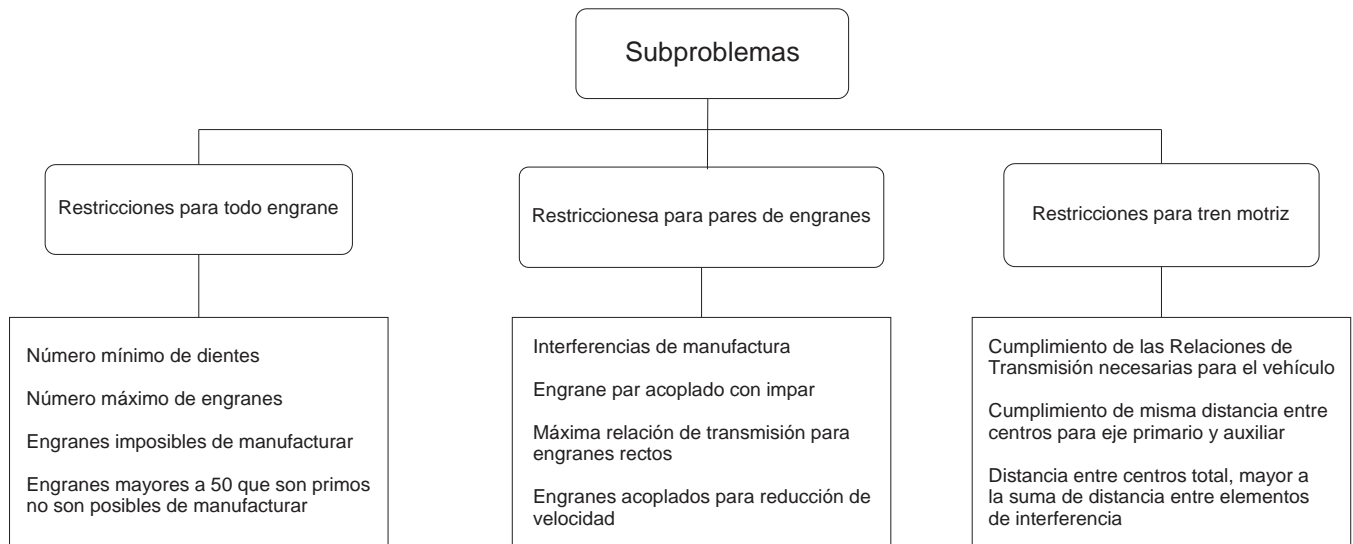 Subproblemas
Restricciones para todo engrane
Restriccionesa para pares de engranes
Restricciones para tren motriz
Número mínimo de dientes
Número máximo de engranes
Engranes imposibles de manufacturar
Engranes mayores a 50 que son primos
no son posibles de manufacturar
Interferencias de manufactura
Engrane par acoplado con impar
Máxima relación de transmisión para
engranes rectos
Engranes acoplados para reducción de
velocidad
Cumplimiento de las Relaciones de
Transmisión necesarias para el vehículo
Cumplimiento de misma distancia entre
centros para eje primario y auxiliar
Distancia entre centros total, mayor a
la suma de distancia entre elementos
de interferencia